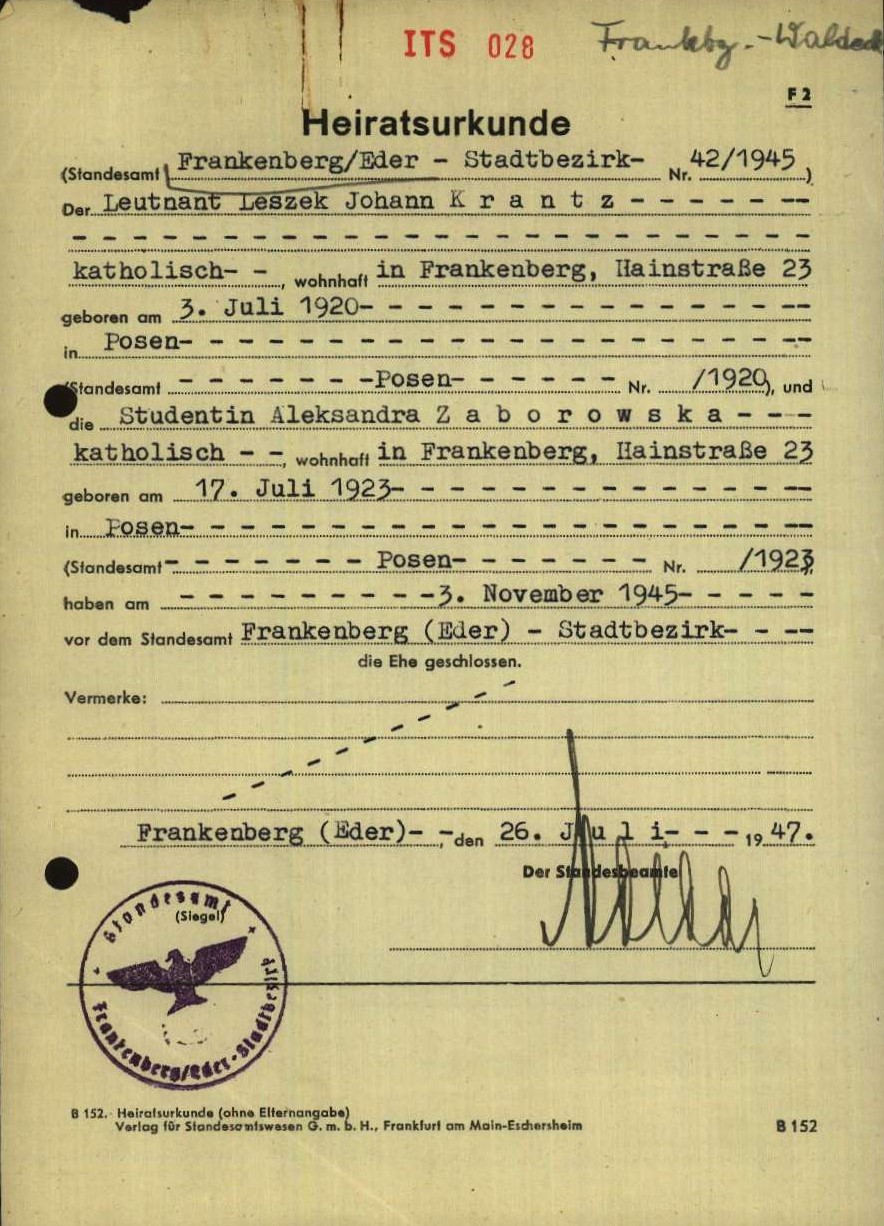 ITS 028
Frankbg.-Waldeck
F 2
Heiratsurkunde
(Standesamt Frankenberg/Eder - Stadtbezirk- Nr. 42/1945 )
Der Leutnant Leszek Johann K r a n t z - - - - - - --
- - - - - - - - - - - - - - - - - - - - - -
katholisch- - , wohnhaft in Frankenberg, Hainstraße 23
geboren am 3. Juli 1920- - - - - - - - - - - - - - --
in Posen- - - - - - - - - - - - - - - - - - - - --
(Standesamt - - - - - - -Posen- - - - - - - Nr. /1920), und
die Studentin Aleksandra Z a b o r o w s k a - - -
katholisch - - , wohnhaft in Frankenberg, Hainstraße 23
geboren am 17. Juli 1923- - - - - - - - - - - - --
in Posen- - - - - - - - - - - - - - - - - - - - --
(Standesamt - - - - - - - Posen- - - - - - - - Nr. /1923
haben am - - - - - - - -3. November 1945- - - - -
vor dem Standesamt Frankenberg (Eder) - Stadtbezirk- - --
die Ehe geschlossen.
Vermerke:
Frankenberg (Eder)- -, den 26. J u l i- - - - 19 47.
Der Standesbeamte
(Siegel)
Standesamt
Frankenberg/Eder-Stadtbezirk
B 152. Heiratsurkunde (ohne Elternangabe)
Verlag für Standesamtswesen G. m. b. H., Frankfurt am Main-Eschersheim
B 152